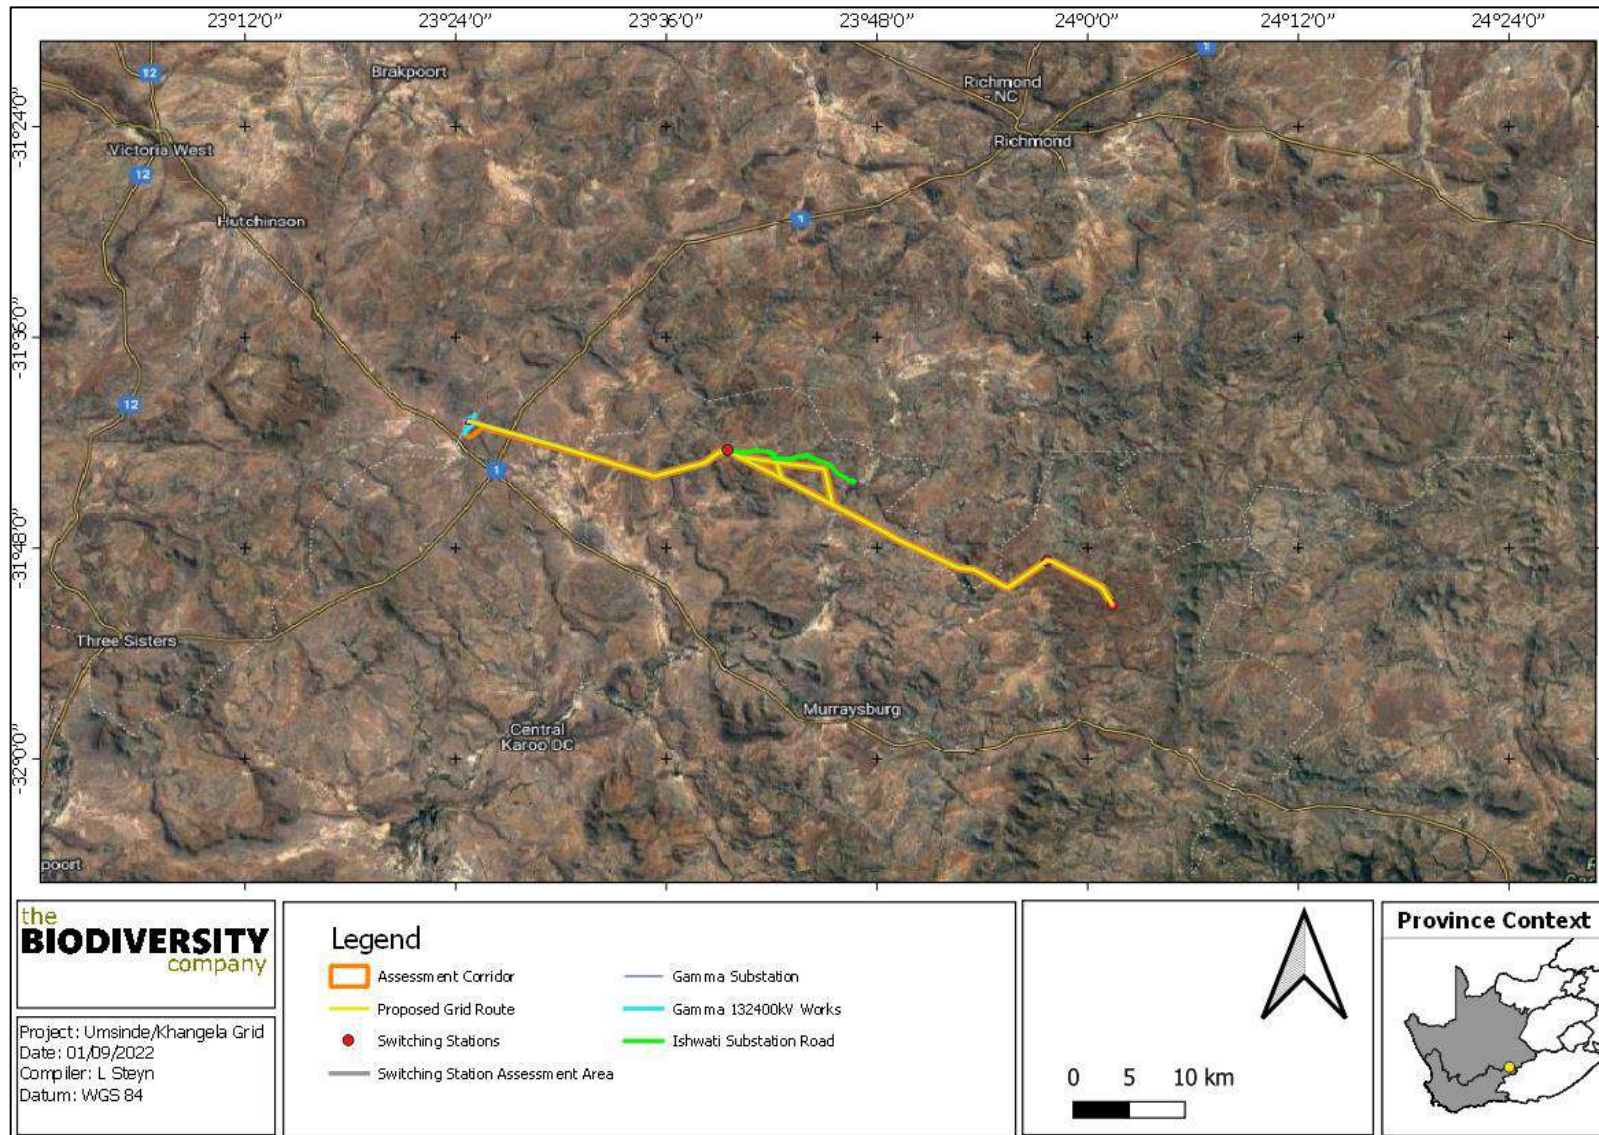 23°12'0"
23°24'0"
23°36'0"
23°48'0"
24°0'0"
24°12'0"
24°24'0"
-31°24'0"
-31°36'0"
-31°48'0"
-32°0'0"
12
Brakpoort
1
Richmond
- NC
Richmond
Victoria West
12
Hutchinson
1
12
1
Three Sisters
Murraysburg
Central
Karoo DC
poort
the
BIODIVERSITY
company
Project: Umsinde/Khangela Grid
Date: 01/09/2022
Compiler: L Steyn
Datum: WGS 84
Legend
Assessment Corridor
Proposed Grid Route
Switching Stations
Switching Station Assessment Area
Gamma Substation
Gamma 132400kV Works
Ishwati Substation Road
0 5 10 km
Province Context